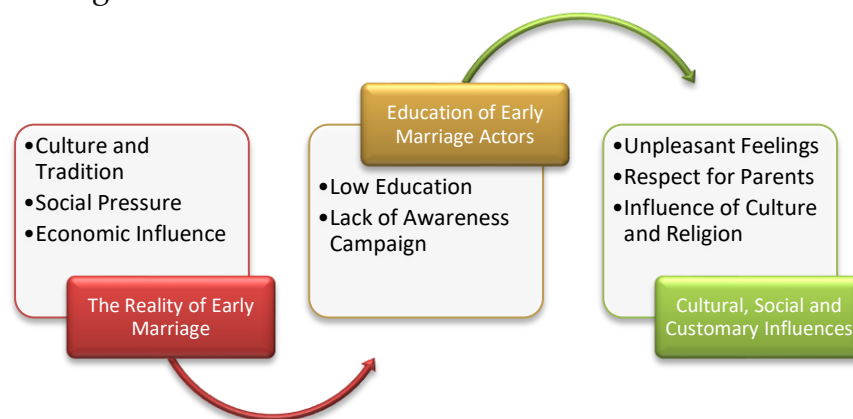 •Culture and
Tradition
•Social Pressure
•Economic Influence
The Reality of Early
Marriage
Education of Early
Marriage Actors
•Low Education
•Lack of Awareness
Campaign
•Unpleasant Feelings
•Respect for Parents
•Influence of Culture
and Religion
Cultural, Social and
Customary Influences